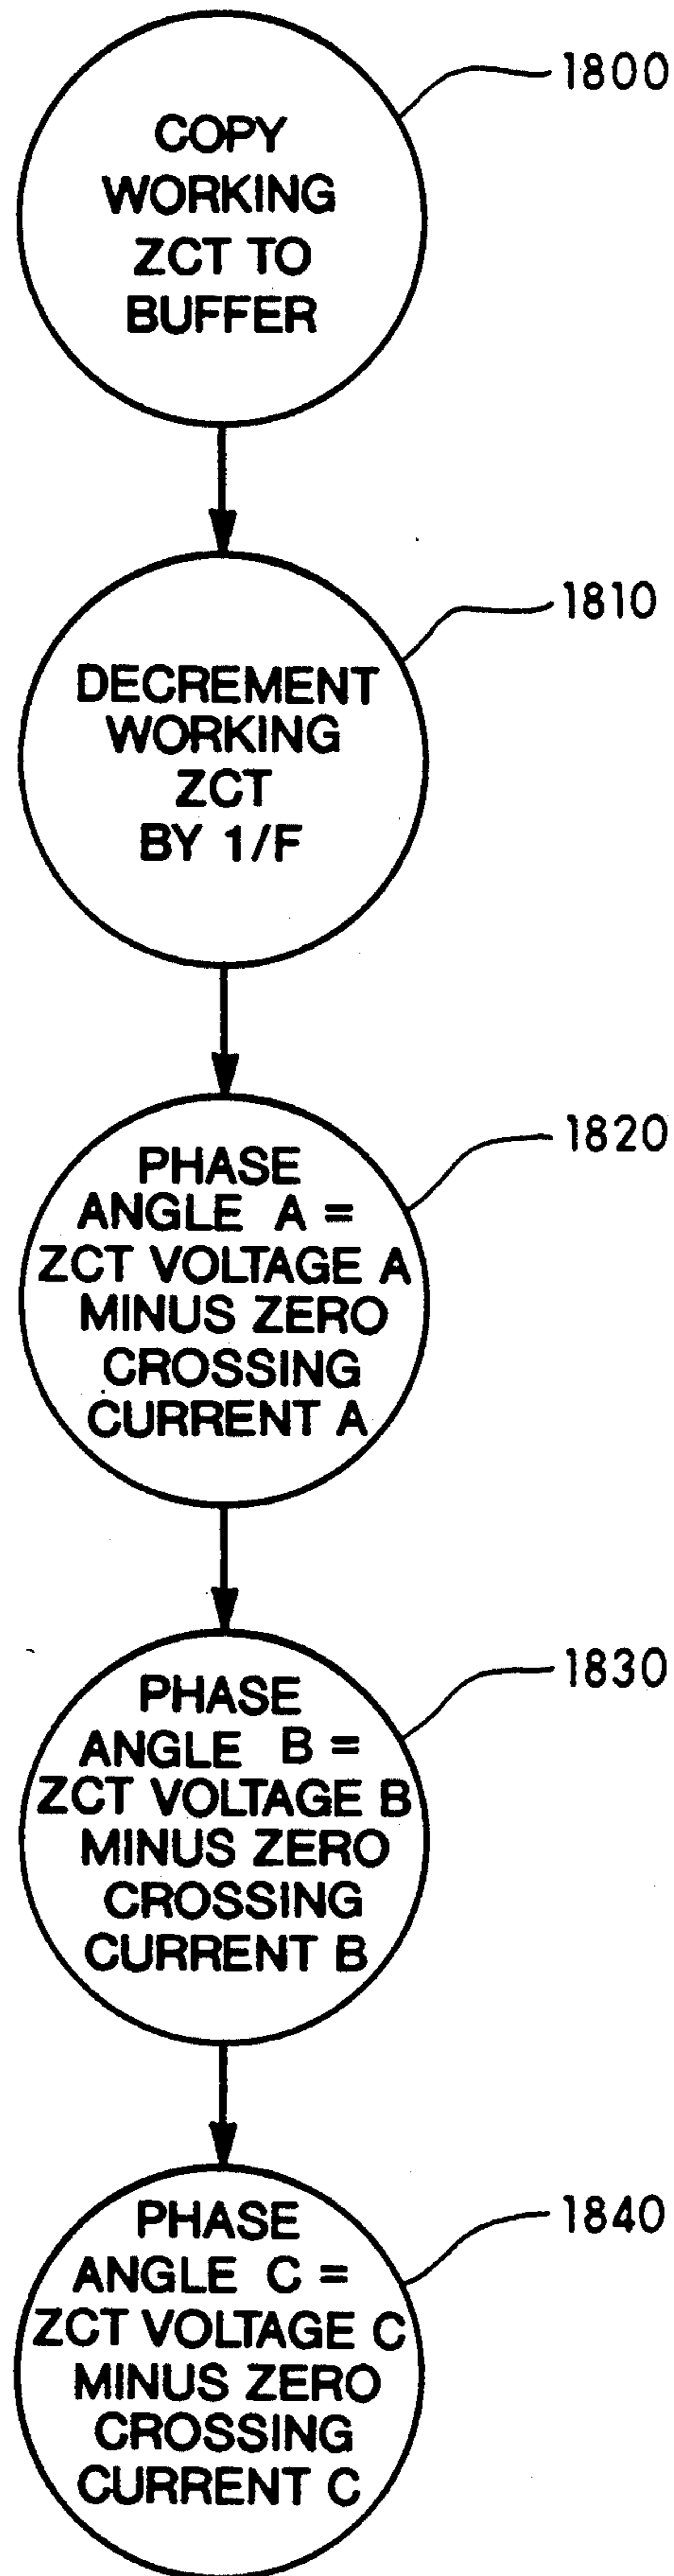 1800
COPY
WORKING
ZCT TO
BUFFER
1810
DECREMENT
WORKING
ZCT
BY 1/F
1820
PHASE
ANGLE A =
ZCT VOLTAGE A
MINUS ZERO
CROSSING
CURRENT A
1830
PHASE
ANGLE B =
ZCT VOLTAGE B
MINUS ZERO
CROSSING
CURRENT B
1840
PHASE
ANGLE C =
ZCT VOLTAGE C
MINUS ZERO
CROSSING
CURRENT C